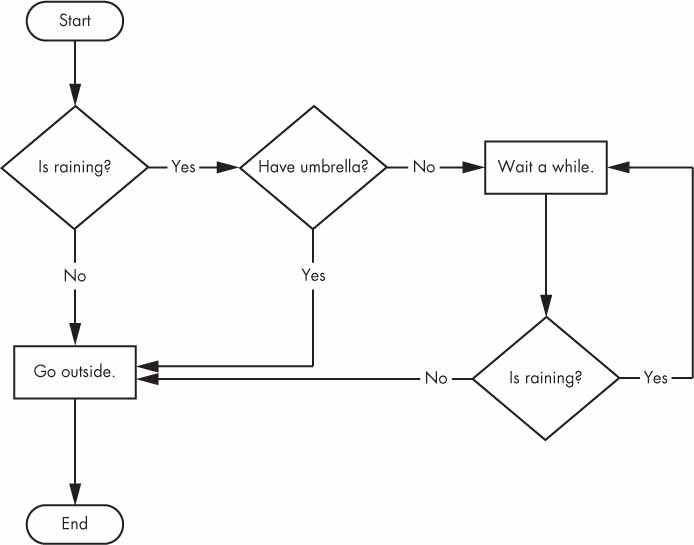 Start
Is raining?
Yes
Have umbrella?
No
Wait a while.
No
Yes
Go outside.
No
Is raining?
Yes
End